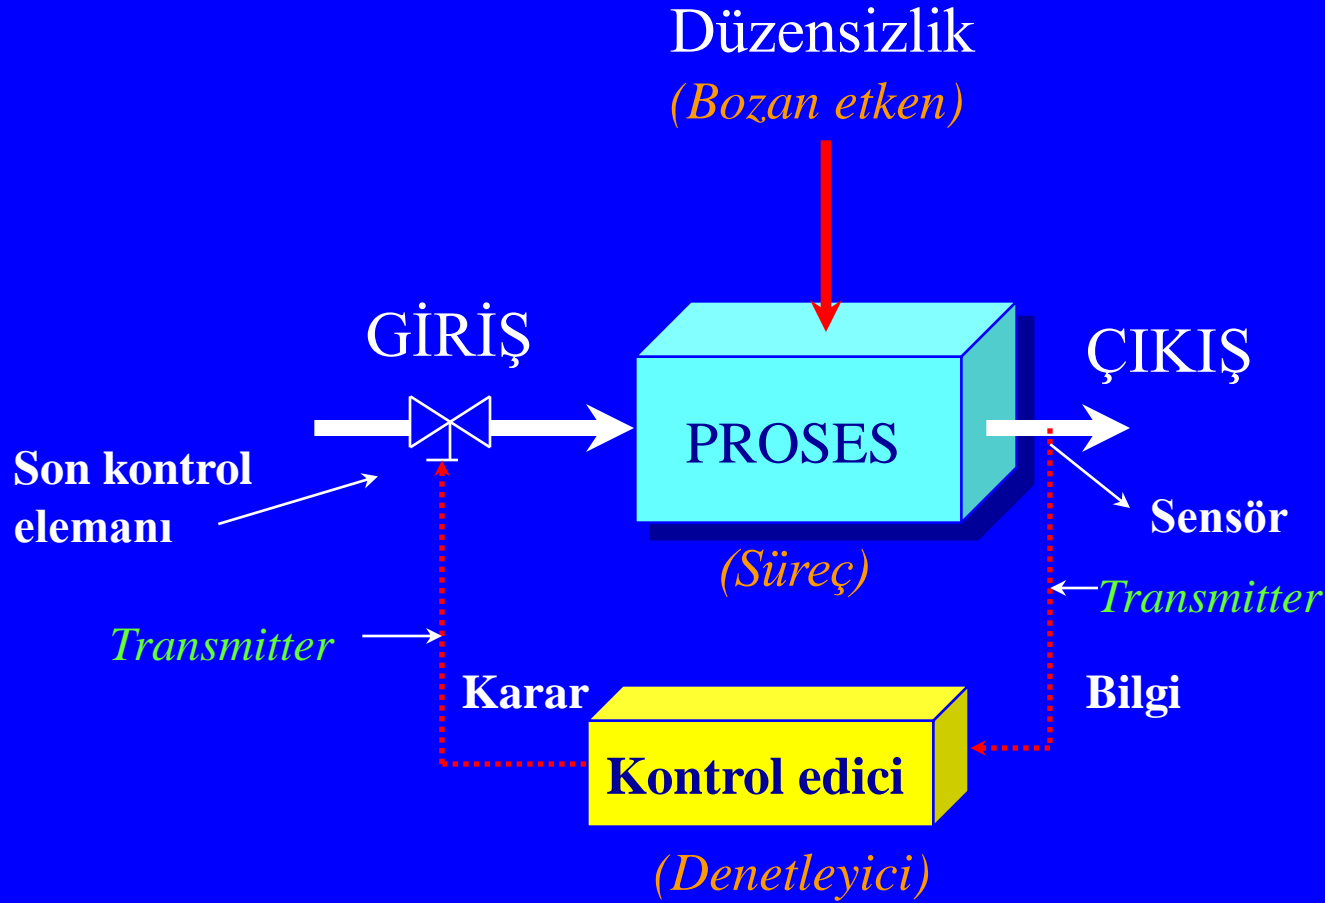 Düzensizlik
(Bozan etken)
GİRİŞ
ÇIKIŞ
PROSES
Son kontrol
elemanı
Sensör
(Süreç)
Transmitter
Transmitter
Karar
Bilgi
Kontrol edici
(Denetleyici)